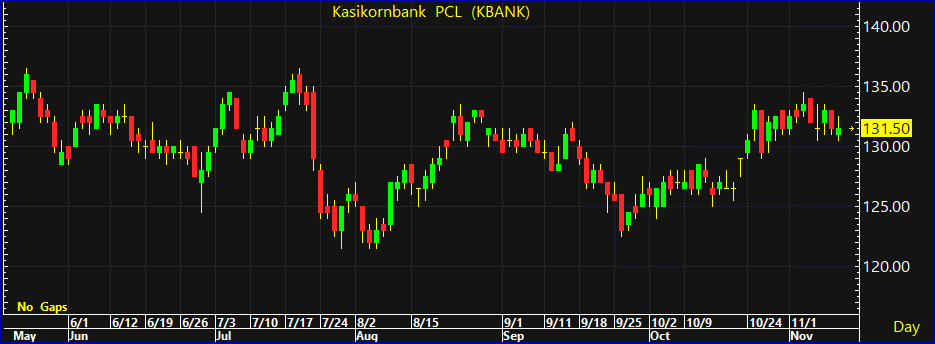 Kasikornbank PCL (KBANK)
140.00
135.00
131.50
130.00
125.00
120.00
No Gaps
6/1 6/12 6/19 6/26 7/3 7/10 7/17 7/24 8/2 8/15 9/1 9/11 9/18 9/25 10/2 10/9 10/24 11/1
May Jun Jul Aug Sep Oct Nov
Day